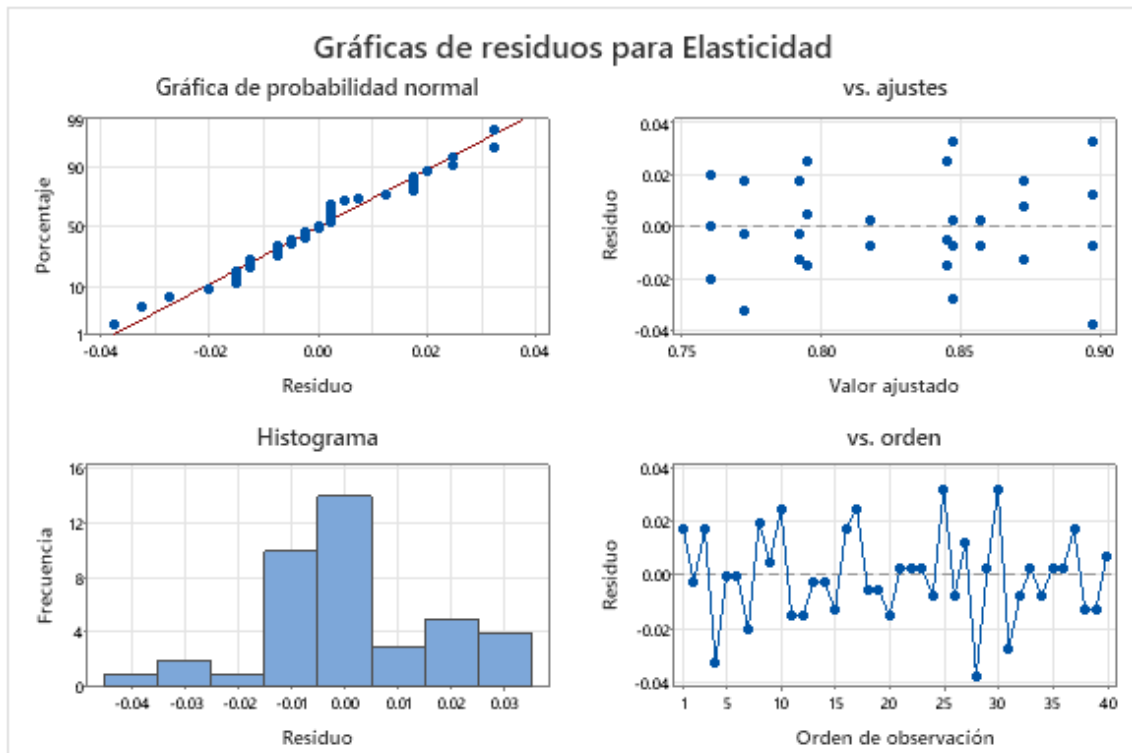 Gráficas de residuos para Elasticidad
Gráfica de probabilidad normal
99
90
50
10
1
Porcentaje
-0.04 -0.02 0.00 0.02 0.04
Residuo
vs. ajustes
0.04
0.02
0.00
-0.02
-0.04
Residuo
0.75 0.80 0.85 0.90
Valor ajustado
Histograma
16
12
8
4
0
Frecuencia
-0.04 -0.03 -0.02 -0.01 0.00 0.01 0.02 0.03
Residuo
vs. orden
0.04
0.02
0.00
-0.02
-0.04
Residuo
1 5 10 15 20 25 30 35 40
Orden de observación